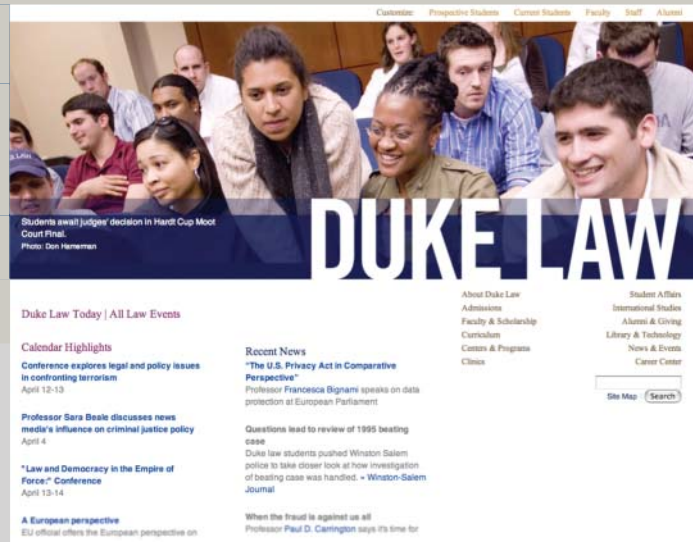 Customize: Prospective Students Current Students Faculty Staff Alumni
Students await judges' decision in Hardt Cup Moot
Court Final.
Photo: Don Hamerman
DUKE LAW
Duke Law Today | All Law Events
Calendar Highlights
Conference explores legal and policy issues
in confronting terrorism
April 12-13
Professor Sara Beale discusses news
media's influence on criminal justice policy
April 4
"Law and Democracy in the Empire of
Force:" Conference
April 13-14
A European perspective
EU official offers the European perspective on
Recent News
"The U.S. Privacy Act in Comparative
Perspective"
Professor Francesca Bignami speaks on data
protection at European Parliament
Questions lead to review of 1995 beating
case
Duke law students pushed Winston Salem
police to take closer look at how investigation
of beating case was handled. » Winston-Salem
Journal
When the fraud is against us all
Professor Paul D. Carrington says it's time for
About Duke Law
Admissions
Faculty & Scholarship
Curriculum
Centers & Programs
Clinics
Student Affairs
International Studies
Alumni & Giving
Library & Technology
News & Events
Career Center
Site Map Search